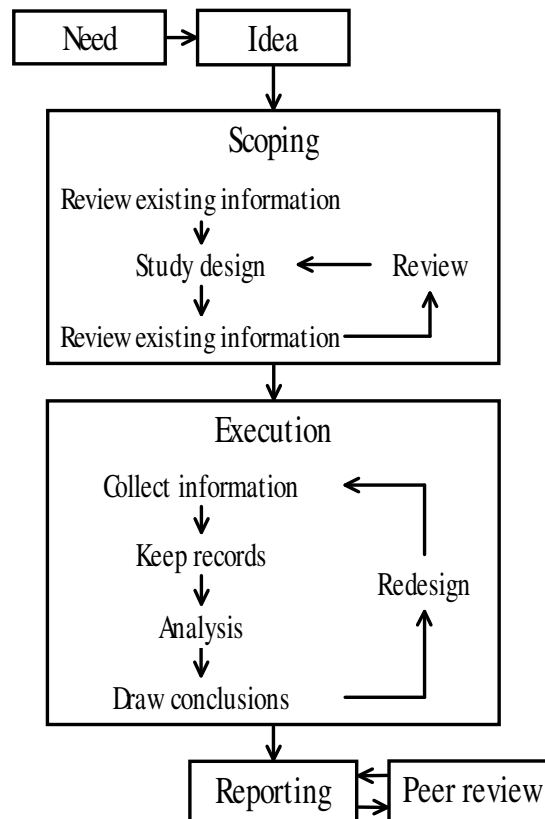 Need
Idea
Scoping
Review existing information
Study design
Review
Review existing information
Execution
Collect information
Keep records
Redesign
Analysis
Draw conclusions
Reporting
Peer review